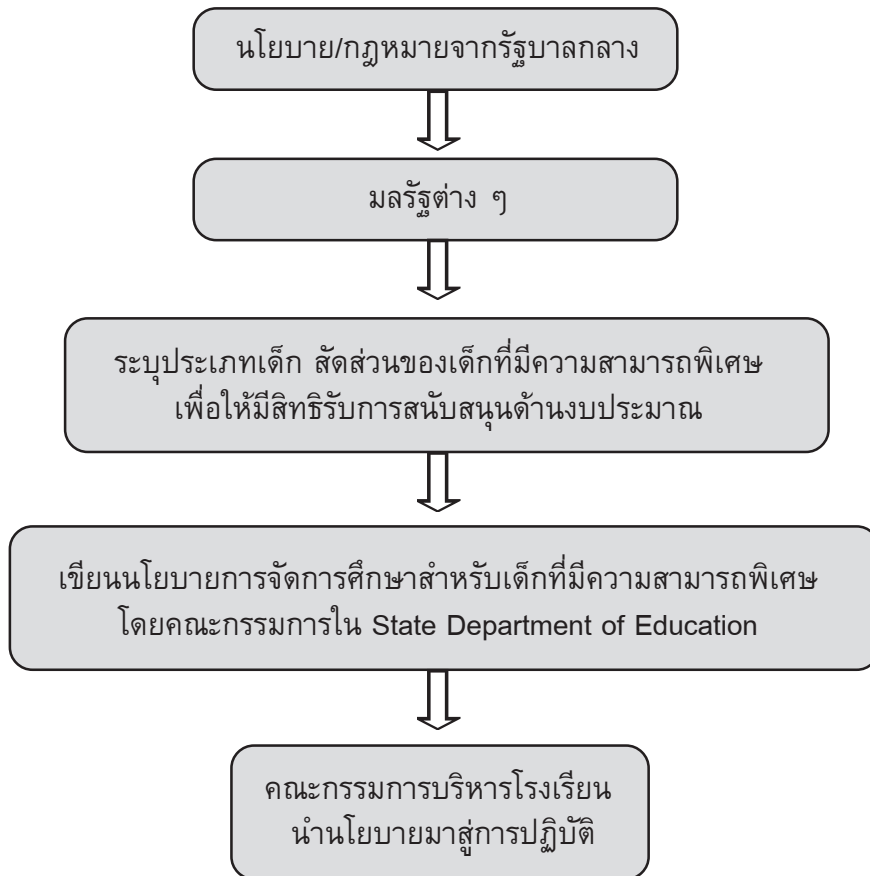 นโยบาย/กฎหมายจากรัฐบาลกลาง
มลรัฐต่าง ๆ
ระบุประเภทเด็ก สัดส่วนของเด็กที่มีความสามารถพิเศษ
เพื่อให้มีสิทธิรับการสนับสนุนด้านงบประมาณ
เขียนนโยบายการจัดการศึกษาสำหรับเด็กที่มีความสามารถพิเศษ
โดยคณะกรรมการใน State Department of Education
คณะกรรมการบริหารโรงเรียน
นำนโยบายมาสู่การปฏิบัติ